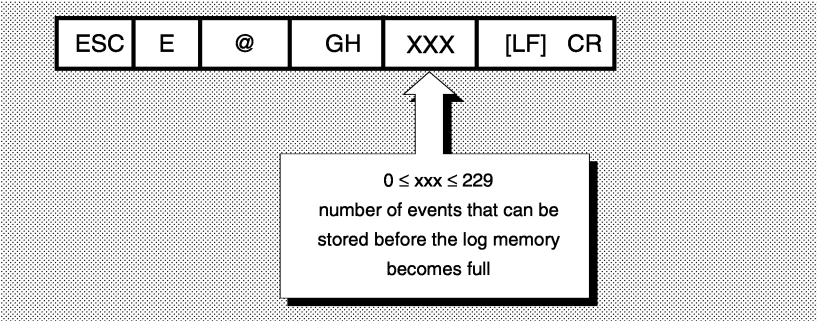 ESC E @ GH XXX [LF] CR
0 ≤ xxx ≤ 229
number of events that can be
stored before the log memory
becomes full